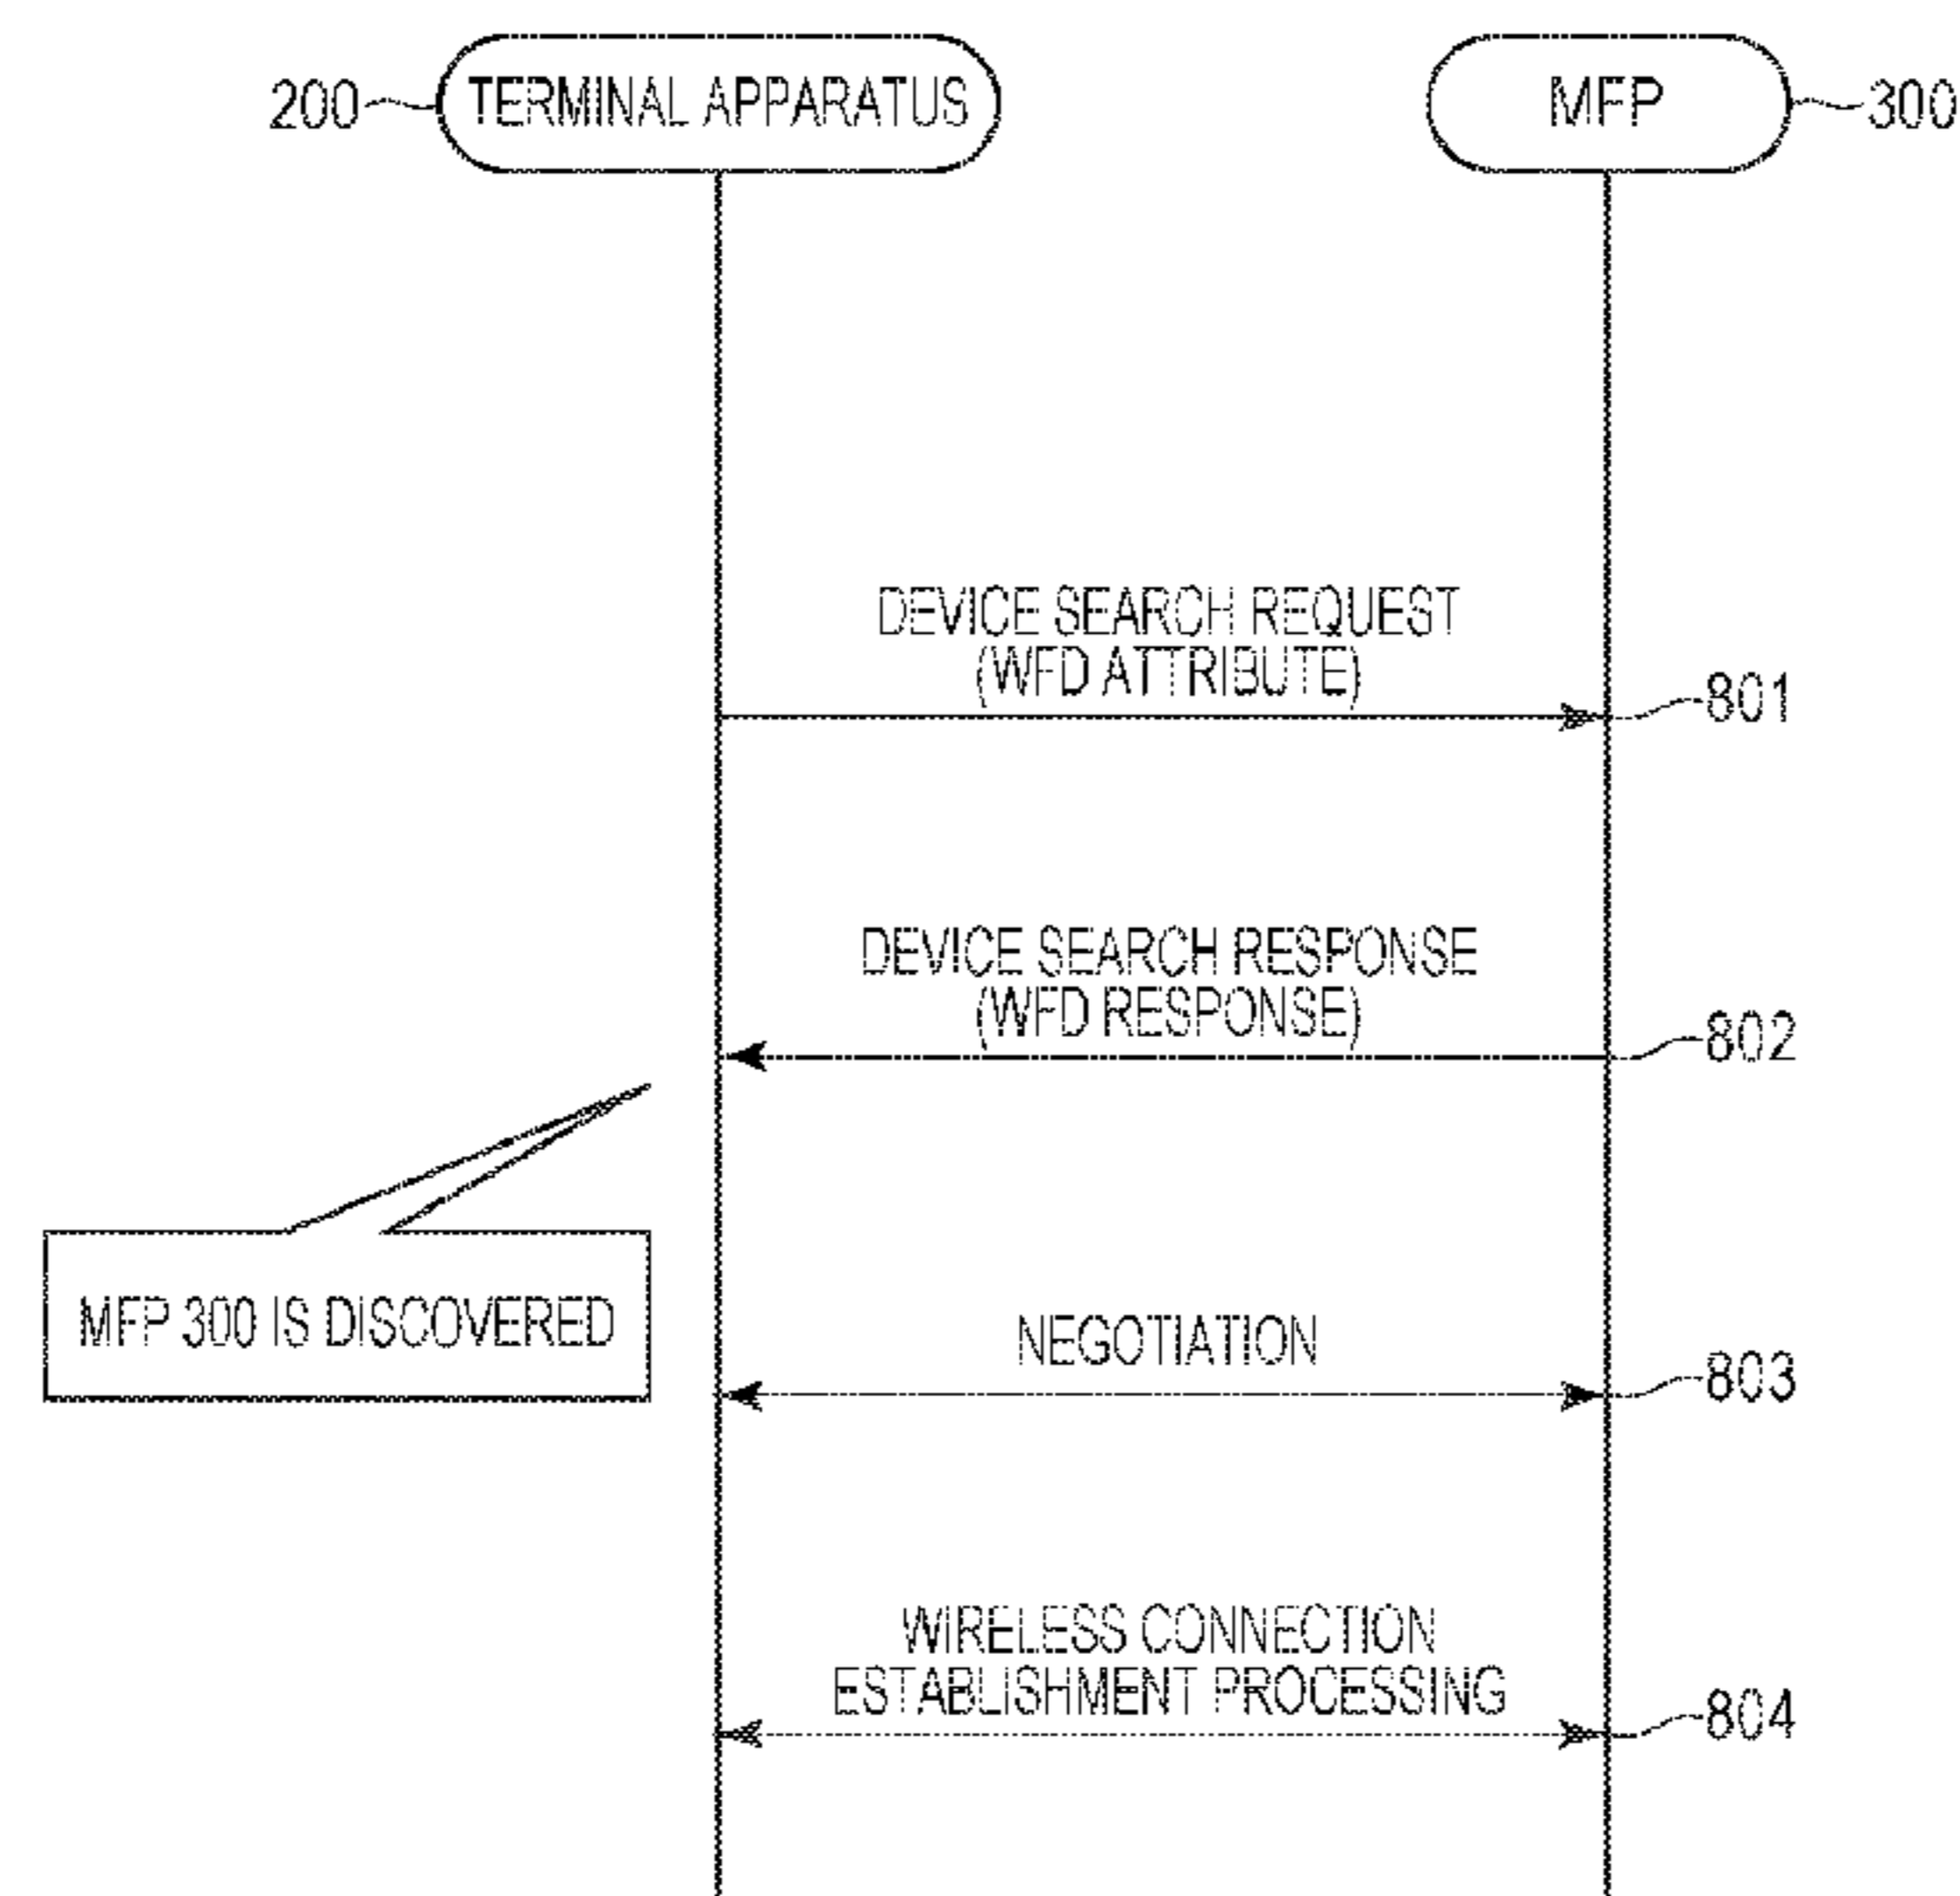 200 TERMINAL APPARATUS MFP 300
DEVICE SEARCH REQUEST
(WFD ATTRIBUTE)
801
DEVICE SEARCH RESPONSE
(WFD RESPONSE)
802
MFP 300 IS DISCOVERED
NEGOTIATION
803
WIRELESS CONNECTION
ESTABLISHMENT PROCESSING
804